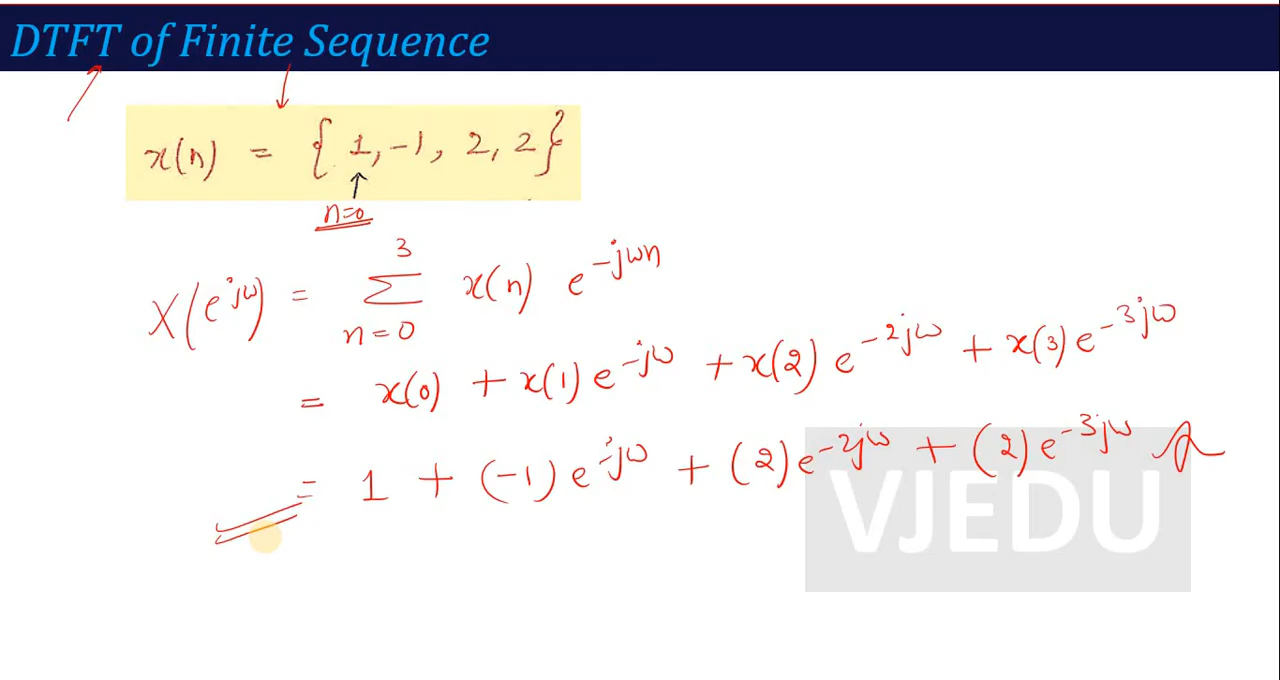 DTFT of Finite Sequence
x(n) = { 1, -1, 2, 2}
↑
n=0
X(e^{jω}) = \sum_{n=0}^{3} x(n) e^{-jωn}
= x(0) + x(1) e^{-jω} + x(2) e^{-2jω} + x(3) e^{-3jω}
= 1 + (-1) e^{-jω} + (2) e^{-2jω} + (2) e^{-3jω}
VJEDU